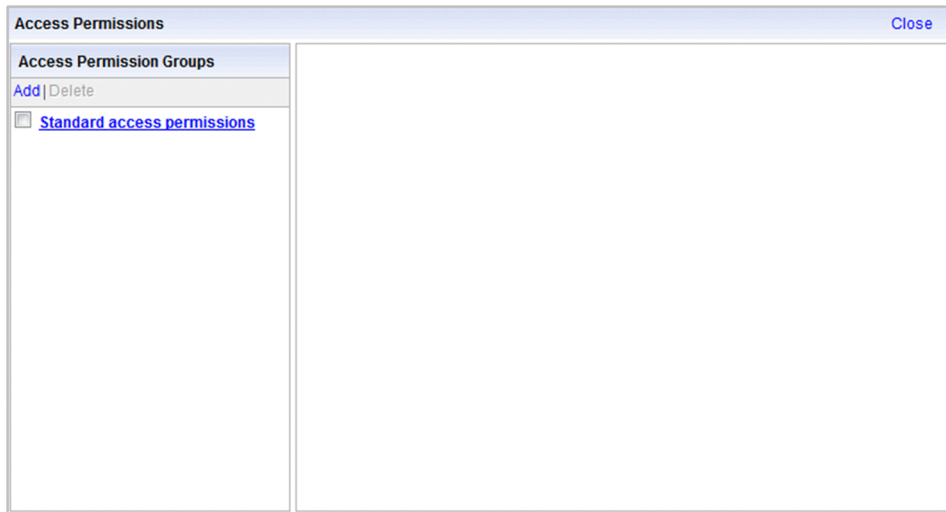 Access Permissions Close
Access Permission Groups
Add|Delete
Standard access permissions